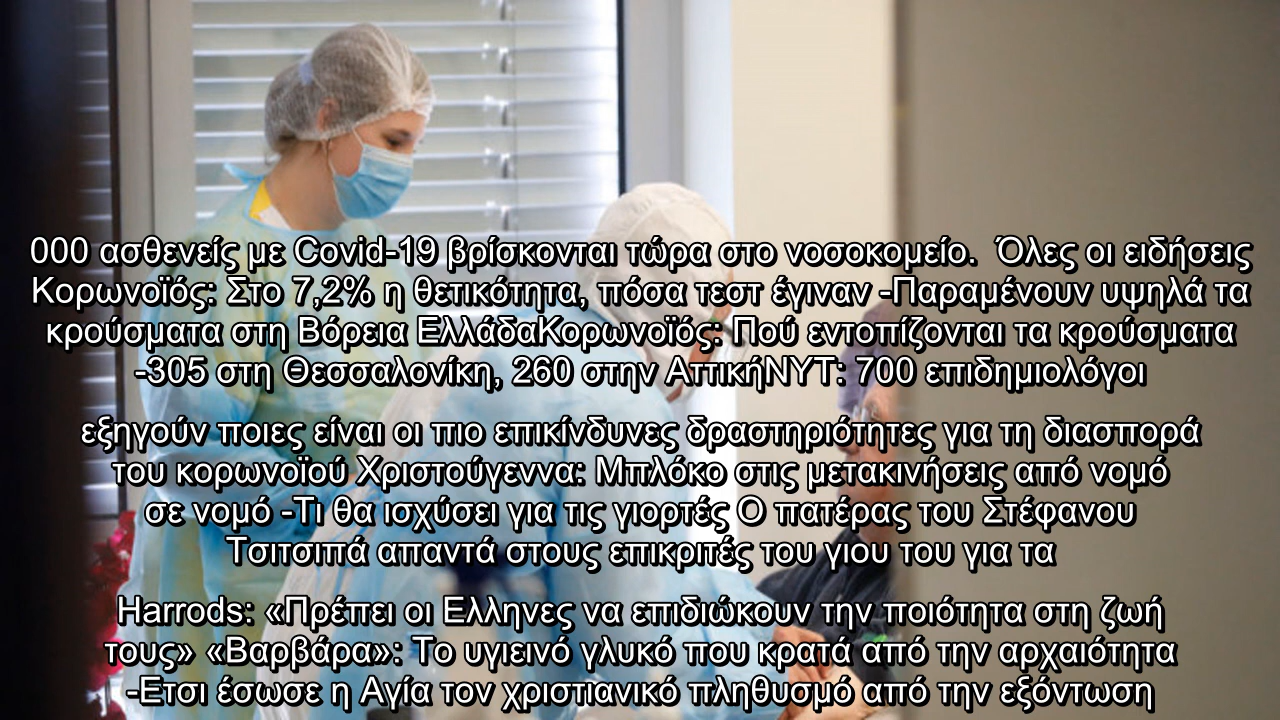 000 ασθενείς με Covid-19 βρίσκονται τώρα στο νοσοκομείο.  Όλες οι ειδήσεις
Κορωνοϊός: Στο 7,2% η θετικότητα, πόσα τεστ έγιναν -Παραμένουν υψηλά τα
κρούσματα στη Βόρεια ΕλλάδαΚορωνοϊός: Πού εντοπίζονται τα κρούσματα
-305 στη Θεσσαλονίκη, 260 στην ΑττικήNYT: 700 επιδημιολόγοι
εξηγούν ποιες είναι οι πιο επικίνδυνες δραστηριότητες για τη διασπορά
του κορωνοϊού Χριστούγεννα: Μπλόκο στις μετακινήσεις από νομό
σε νομό -Τι θα ισχύσει για τις γιορτές Ο πατέρας του Στέφανου
Τσιτσιπά απαντά στους επικριτές του γιου του για τα
Harrods: «Πρέπει οι Ελληνες να επιδιώκουν την ποιότητα στη ζωή
τους» «Βαρβάρα»: Το υγιεινό γλυκό που κρατά από την αρχαιότητα
-Ετσι έσωσε η Αγία τον χριστιανικό πληθυσμό από την εξόντωση